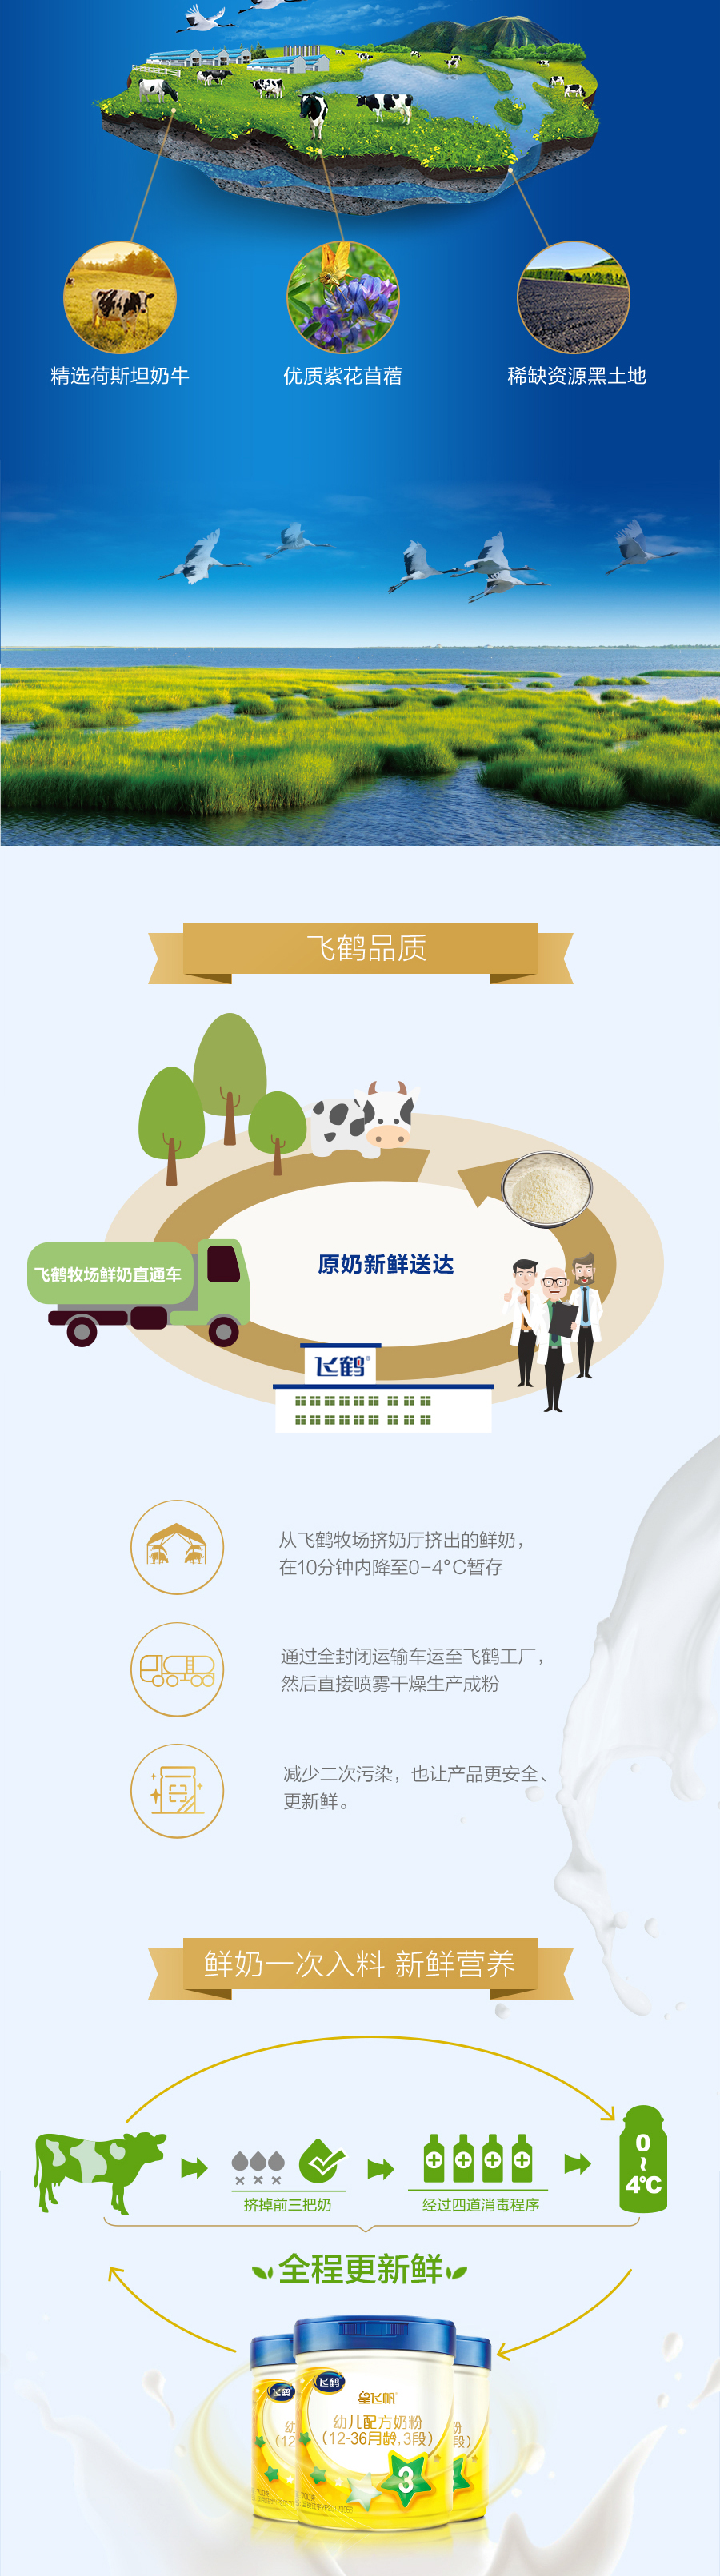 精选荷斯坦奶牛
优质紫花苜蓿
稀缺资源黑土地
飞鹤品质
原奶新鲜送达
飞鹤牧场鲜奶直通车
飞鹤®
从飞鹤牧场挤奶厅挤出的鲜奶，
在10分钟内降至0-4°C暂存
通过全封闭运输车运至飞鹤工厂，
然后直接喷雾干燥生产成粉
减少二次污染，也让产品更安全、
更新鲜。
鲜奶一次入料 新鲜营养
挤掉前三把奶
经过四道消毒程序
0
~
4℃
全程更新鲜
飞鹤
飞鹤
星飞帆
幼儿配方奶粉
（12-36月龄,3段）
3
幼
（12
粉
段）